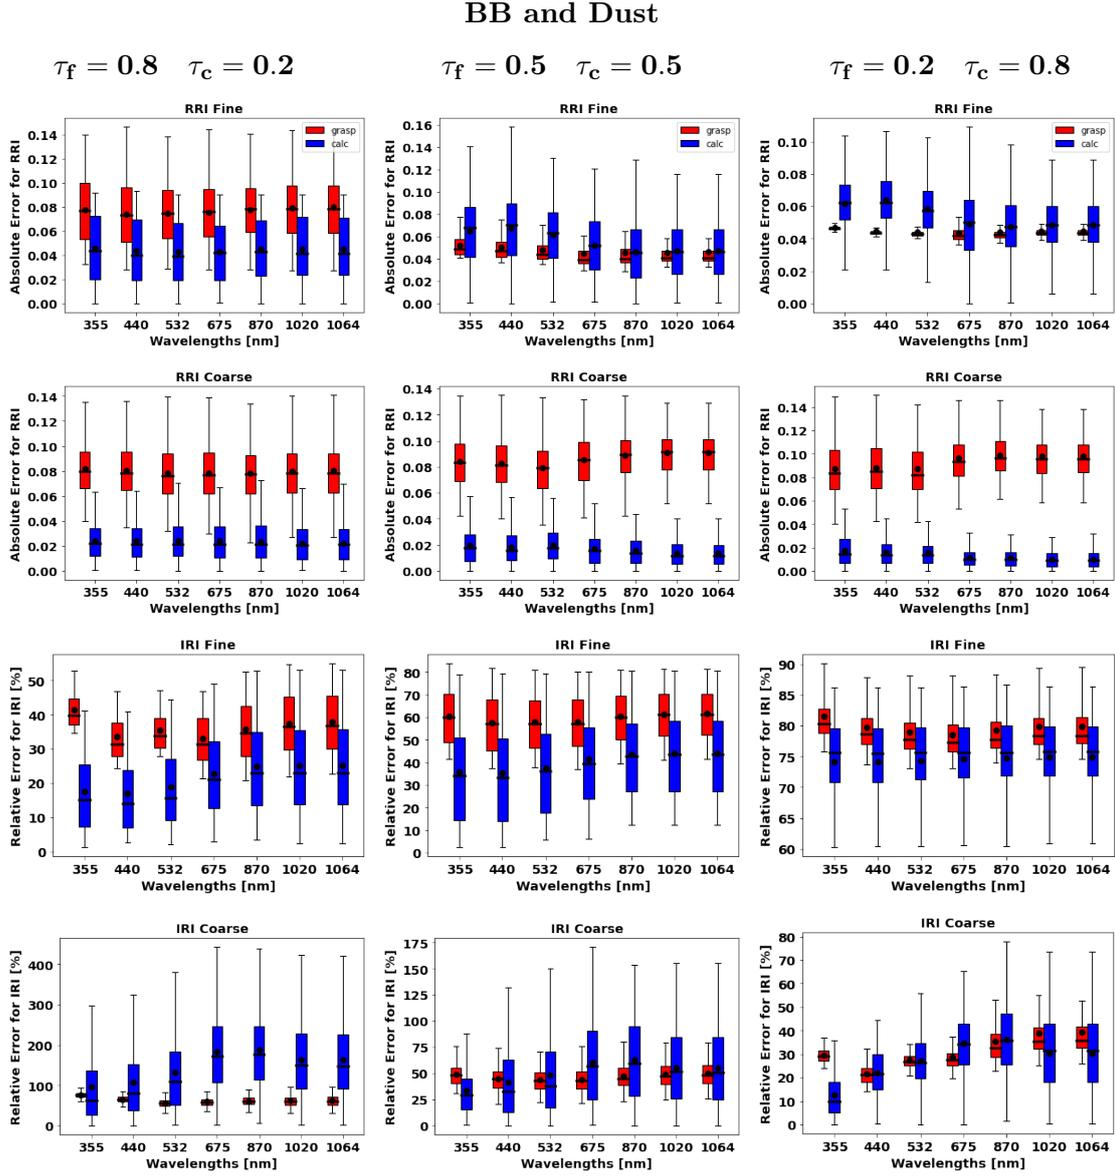 BB and Dust
τf = 0.8 τc = 0.2
τf = 0.5 τc = 0.5
τf = 0.2 τc = 0.8
RRI Fine
Absolute Error for RRI
0.14
0.12
0.10
0.08
0.06
0.04
0.02
0.00
grasp
calc
355 440 532 675 870 1020 1064
Wavelengths [nm]
RRI Fine
Absolute Error for RRI
0.16
0.14
0.12
0.10
0.08
0.06
0.04
0.02
0.00
grasp
calc
355 440 532 675 870 1020 1064
Wavelengths [nm]
RRI Fine
Absolute Error for RRI
0.10
0.08
0.06
0.04
0.02
0.00
grasp
calc
355 440 532 675 870 1020 1064
Wavelengths [nm]
RRI Coarse
Absolute Error for RRI
0.14
0.12
0.10
0.08
0.06
0.04
0.02
0.00
355 440 532 675 870 1020 1064
Wavelengths [nm]
RRI Coarse
Absolute Error for RRI
0.14
0.12
0.10
0.08
0.06
0.04
0.02
0.00
355 440 532 675 870 1020 1064
Wavelengths [nm]
RRI Coarse
Absolute Error for RRI
0.14
0.12
0.10
0.08
0.06
0.04
0.02
0.00
355 440 532 675 870 1020 1064
Wavelengths [nm]
IRI Fine
Relative Error for IRI [%]
50
40
30
20
10
0
355 440 532 675 870 1020 1064
Wavelengths [nm]
IRI Fine
Relative Error for IRI [%]
80
70
60
50
40
30
20
10
0
355 440 532 675 870 1020 1064
Wavelengths [nm]
IRI Fine
Relative Error for IRI [%]
90
85
80
75
70
65
60
355 440 532 675 870 1020 1064
Wavelengths [nm]
IRI Coarse
Relative Error for IRI [%]
400
300
200
100
0
355 440 532 675 870 1020 1064
Wavelengths [nm]
IRI Coarse
Relative Error for IRI [%]
175
150
125
100
75
50
25
0
355 440 532 675 870 1020 1064
Wavelengths [nm]
IRI Coarse
Relative Error for IRI [%]
80
70
60
50
40
30
20
10
0
355 440 532 675 870 1020 1064
Wavelengths [nm]